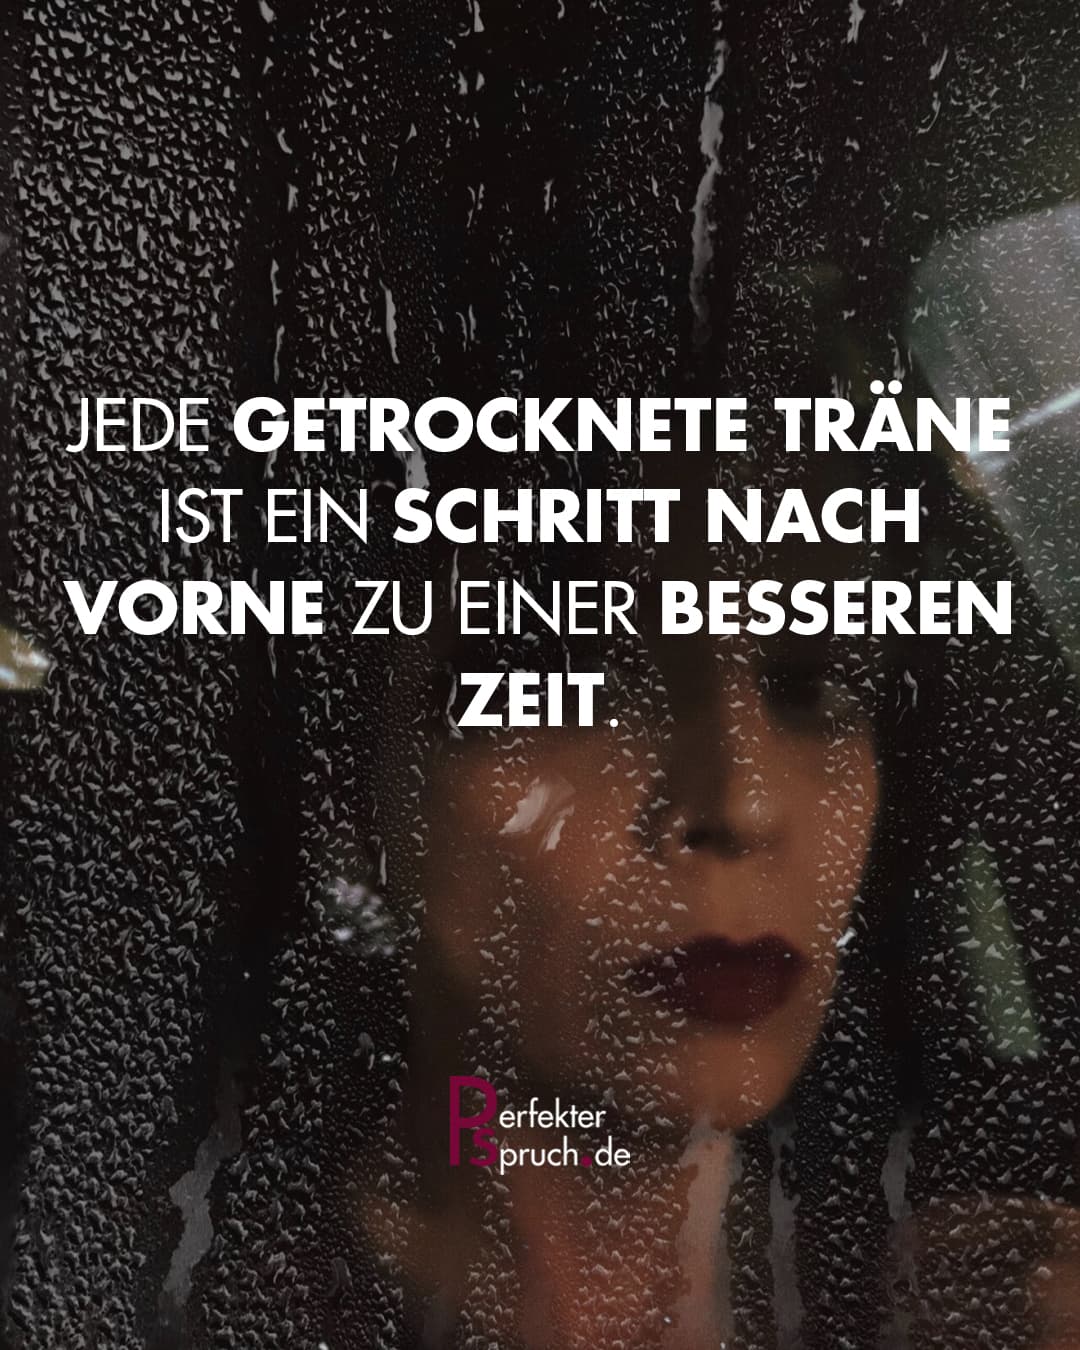 JEDE GETROCKNETE TRÄNE
IST EIN SCHRITT NACH
VORNE ZU EINER BESSEREN
ZEIT.
Perfekter
Spruch.de